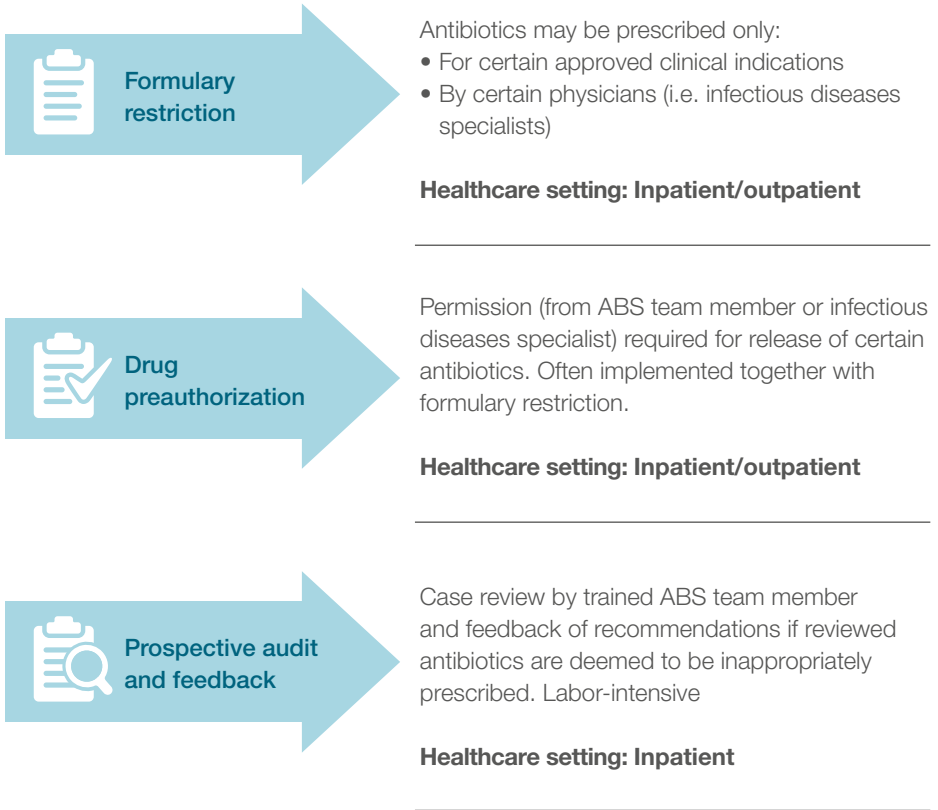 Formulary
restriction
Antibiotics may be prescribed only:
• For certain approved clinical indications
• By certain physicians (i.e. infectious diseases
specialists)
Healthcare setting: Inpatient/outpatient
Drug
preauthorization
Permission (from ABS team member or infectious
diseases specialist) required for release of certain
antibiotics. Often implemented together with
formulary restriction.
Healthcare setting: Inpatient/outpatient
Prospective audit
and feedback
Case review by trained ABS team member
and feedback of recommendations if reviewed
antibiotics are deemed to be inappropriately
prescribed. Labor-intensive
Healthcare setting: Inpatient